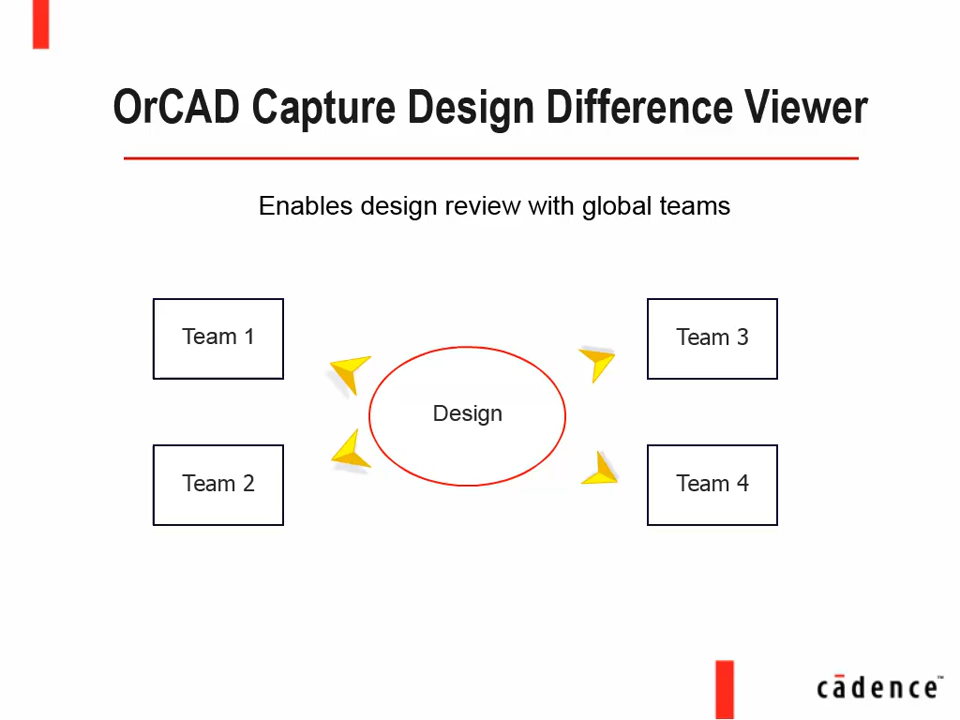 OrCAD Capture Design Difference Viewer
Enables design review with global teams
Team 1
Team 3
Design
Team 2
Team 4
cādence™